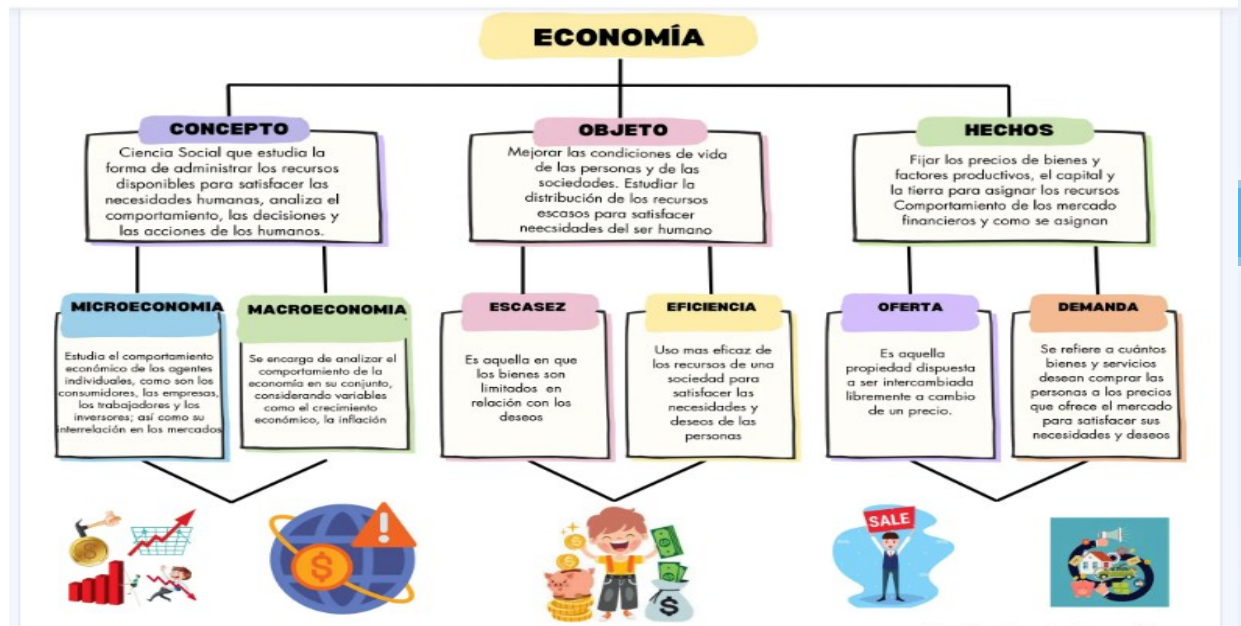 ECONOMÍA
CONCEPTO
Ciencia Social que estudia la
forma de administrar los recursos
disponibles para satisfacer las
necesidades humanas, analiza el
comportamiento, las decisiones y
las acciones de los humanos.
OBJETO
Mejorar las condiciones de vida
de las personas y de las
sociedades. Estudiar la
distribución de los recursos
escasos para satisfacer
neecsidades del ser humano
HECHOS
Fijar los precios de bienes y
factores productivos, el capital y
la tierra para asignar los recursos
Comportamiento de los mercado
financieros y como se asignan
MICROECONOMIA
Estudia el comportamiento
económico de los agentes
individuales, como son los
consumidores, las empresas,
los trabajadores y los
inversores; así como su
interrelación en los mercados
MACROECONOMIA
Se encarga de analizar el
comportamiento de la
economía en su conjunto,
considerando variables
como el crecimiento
económico, la inflación
ESCASEZ
Es aquella en que
los bienes son
limitados en
relación con los
deseos
EFICIENCIA
Uso mas eficaz de
los recursos de una
sociedad para
satisfacer las
necesidades y
deseos de las
personas
OFERTA
Es aquella
propiedad dispuesta
a ser intercambiada
libremente a cambio
de un precio.
DEMANDA
Se refiere a cuántos
bienes y servicios
desean comprar las
personas a los precios
que ofrece el mercado
para satisfacer sus
necesidades y deseos
$
$
$
SALE